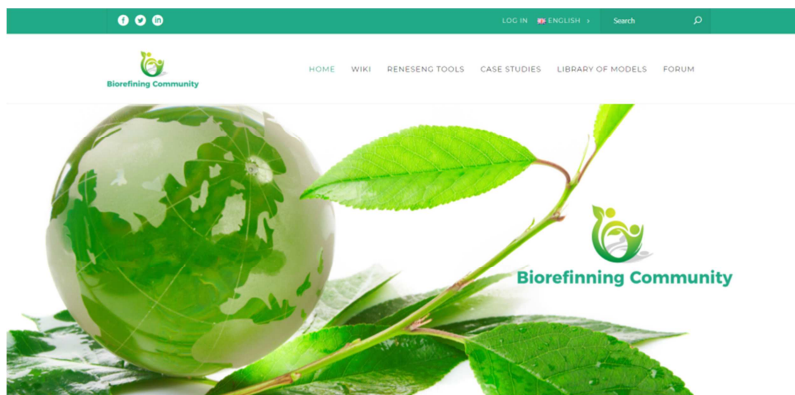 LOG IN ENGLISH Search
Biorefining Community
HOME WIKI RENESENG TOOLS CASE STUDIES LIBRARY OF MODELS FORUM
Biorefinning Community